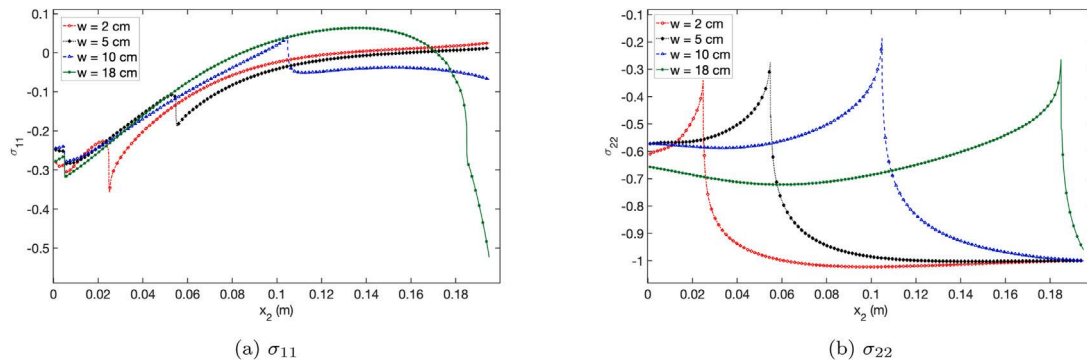 w = 2 cm
w = 5 cm
w = 10 cm
w = 18 cm
0.1
0
-0.1
-0.2
-0.3
-0.4
-0.5
σ11
0 0.02 0.04 0.06 0.08 0.1 0.12 0.14 0.16 0.18
x2 (m)
(a) σ11
w = 2 cm
w = 5 cm
w = 10 cm
w = 18 cm
-0.1
-0.2
-0.3
-0.4
-0.5
-0.6
-0.7
-0.8
-0.9
-1
σ22
0 0.02 0.04 0.06 0.08 0.1 0.12 0.14 0.16 0.18
x2 (m)
(b) σ22